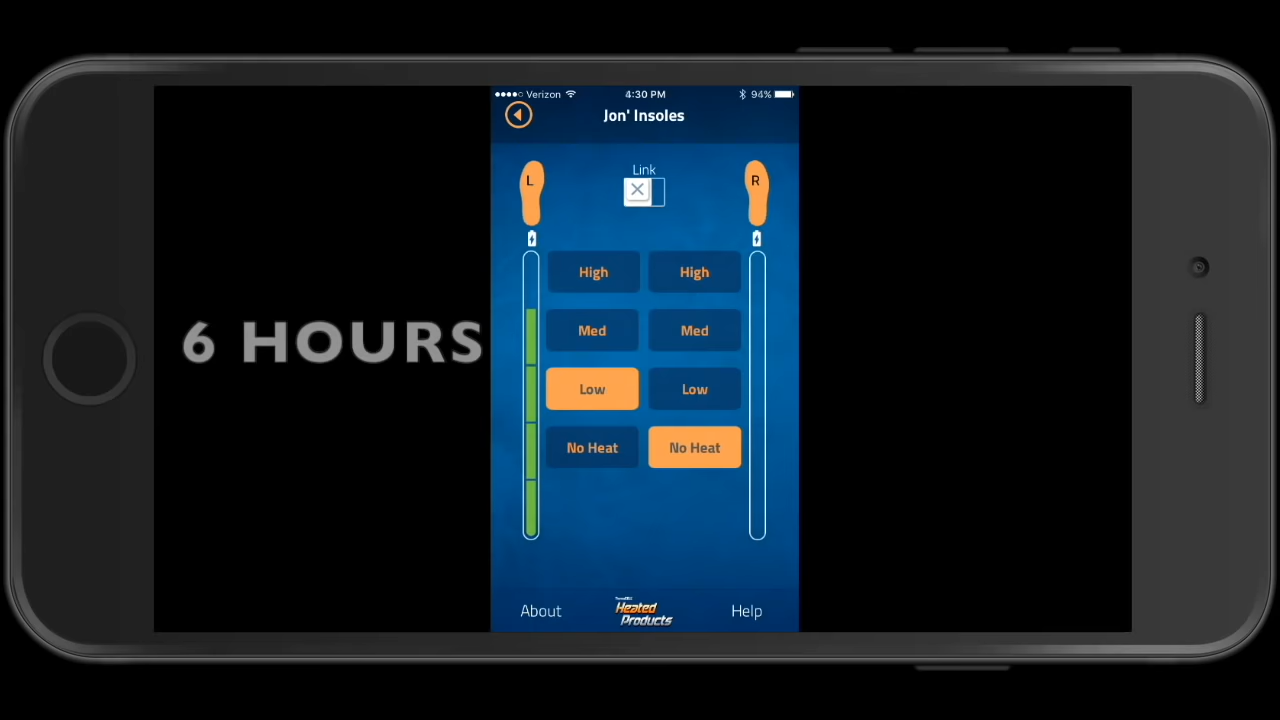 Verizon 4:30 PM 94%
Jon' Insoles
Link
L R
High High
Med Med
6 HOURS
Low Low
No Heat No Heat
About Heated Products Help